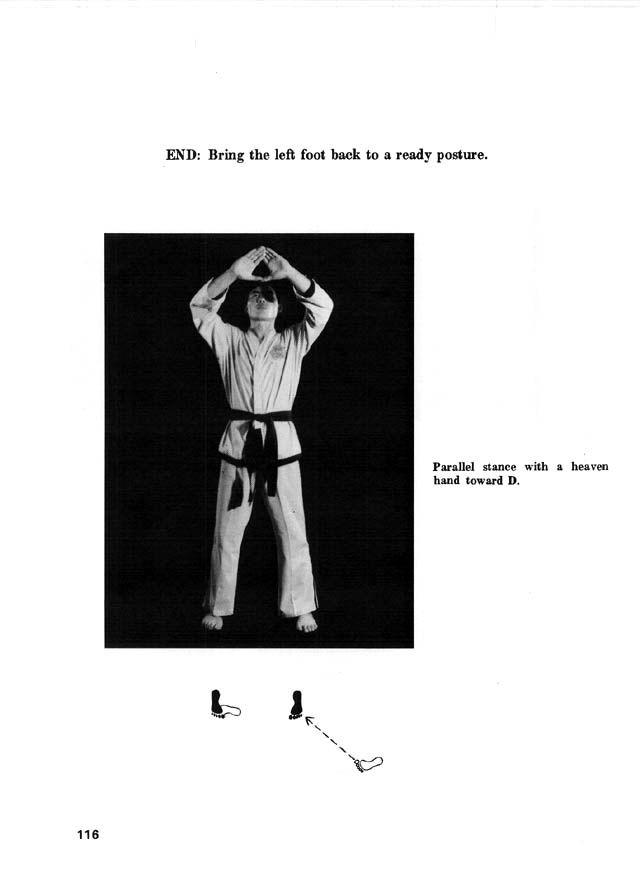 END: Bring the left foot back to a ready posture.
Parallel stance with a heaven
hand toward D.
116